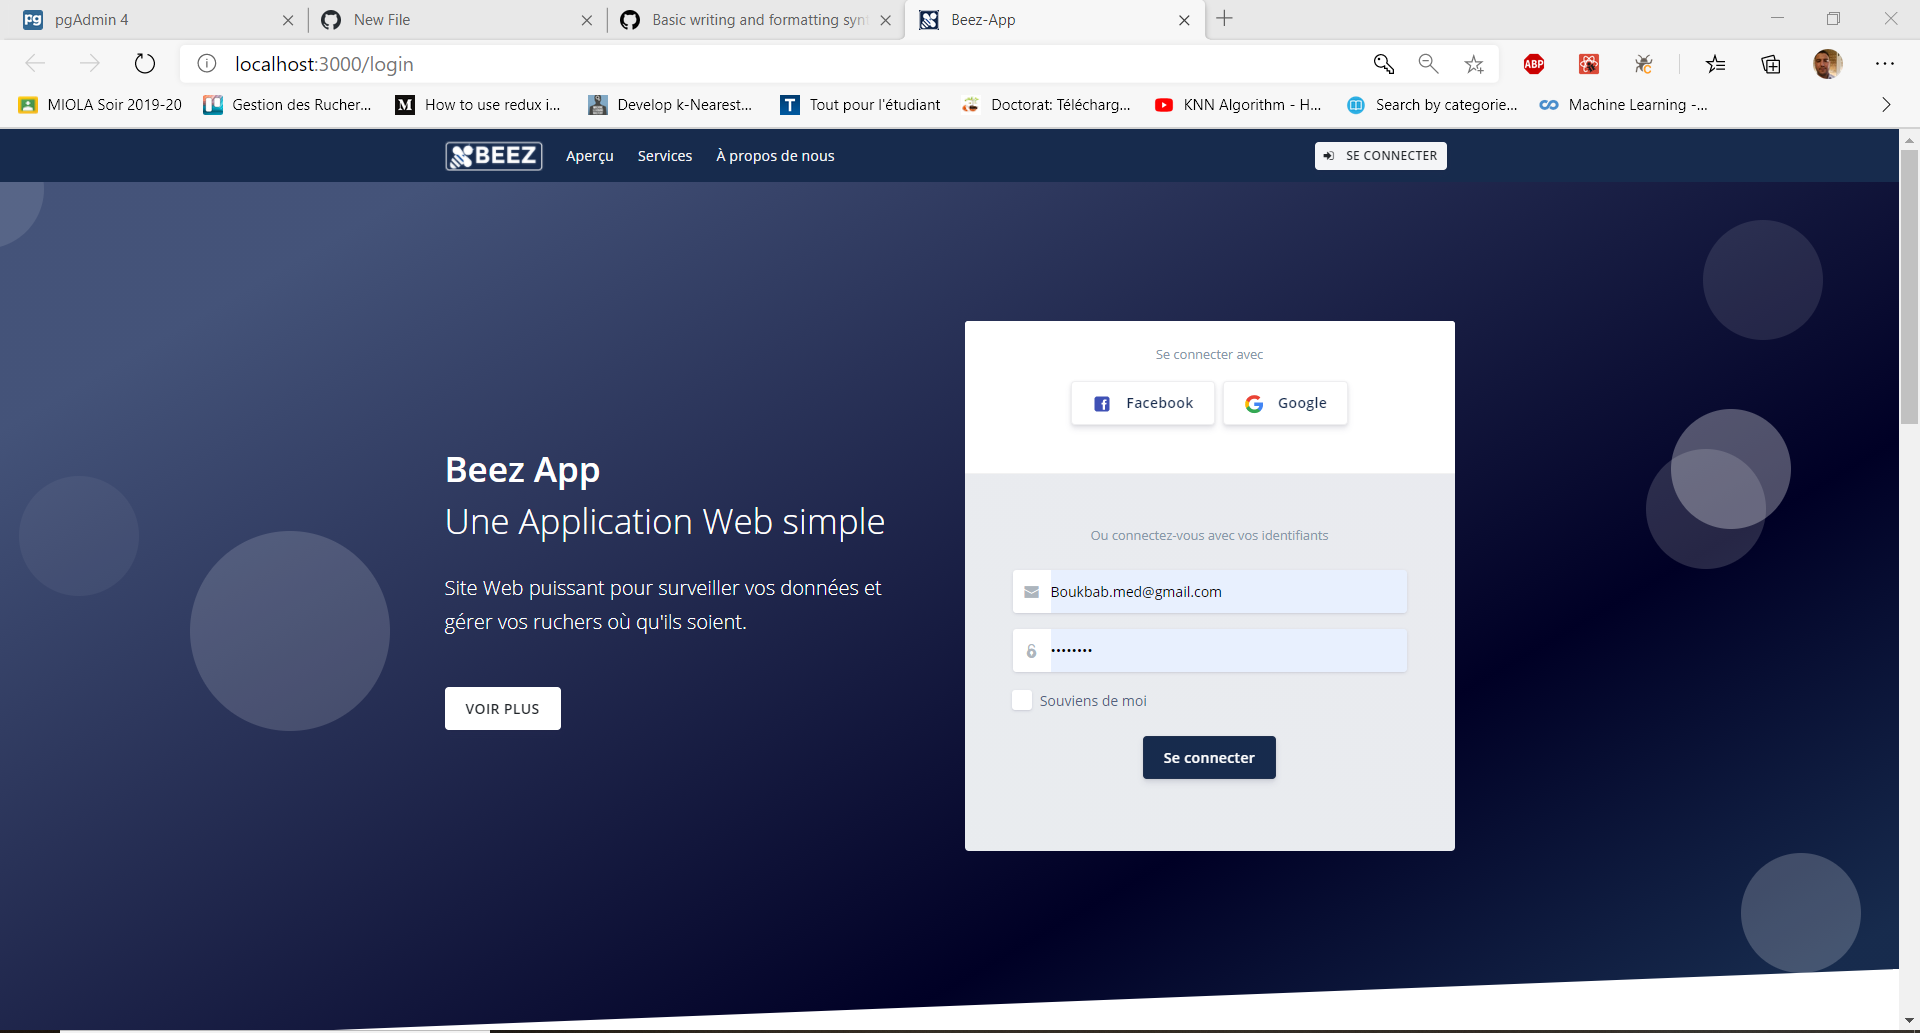 pgAdmin 4
New File
Basic writing and formatting syn
Beez-App
localhost:3000/login
ABP
MIOLA Soir 2019-20
Gestion des Rucher...
How to use redux i...
Develop k-Nearest...
Tout pour l'étudiant
Doctorat: Télécharg...
KNN Algorithm - H...
Search by categorie...
Machine Learning -...
BEEZ
Aperçu
Services
À propos de nous
SE CONNECTER
Beez App
Une Application Web simple
Site Web puissant pour surveiller vos données et
gérer vos ruchers où qu'ils soient.
VOIR PLUS
Se connecter avec
Facebook
Google
Ou connectez-vous avec vos identifiants
Boukbab.med@gmail.com
••••••••
Souviens de moi
Se connecter